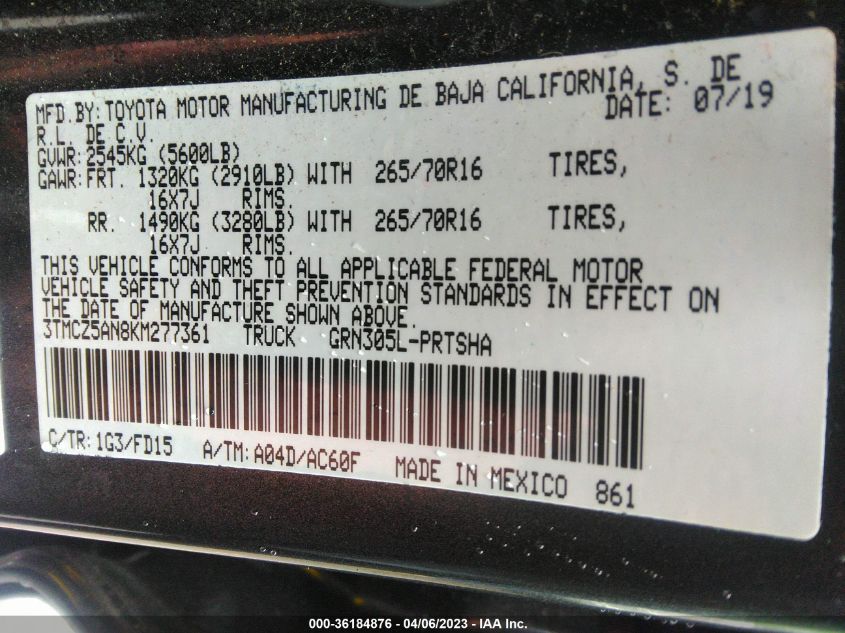 MFD.BY: TOYOTA MOTOR MANUFACTURING DE BAJA CALIFORNIA, S. DE
R.L. DE C.V. DATE: 07/19
GVWR: 2545KG (5600LB)
GAWR: FRT. 1320KG (2910LB) WITH 265/70R16 TIRES,
16X7J RIMS.
RR. 1490KG (3280LB) WITH 265/70R16 TIRES,
16X7J RIMS.
THIS VEHICLE CONFORMS TO ALL APPLICABLE FEDERAL MOTOR
VEHICLE SAFETY AND THEFT PREVENTION STANDARDS IN EFFECT ON
THE DATE OF MANUFACTURE SHOWN ABOVE.
3TMCZ5AN8KM277361 TRUCK GRN305L-PRTSHA
C/TR: 1G3/FD15 A/TM: A04D/AC60F MADE IN MEXICO 861
000-36184876 - 04/06/2023 - IAA Inc.